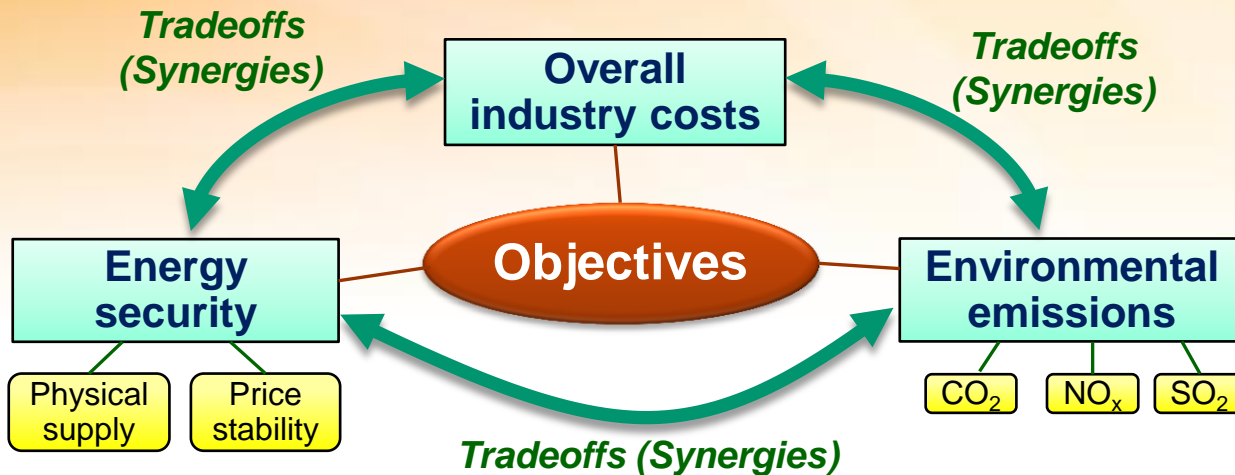 Tradeoffs
(Synergies)
Overall
industry costs
Tradeoffs
(Synergies)
Energy
security
Objectives
Environmental
emissions
Physical
supply
Price
stability
CO₂
NOₓ
SO₂
Tradeoffs (Synergies)